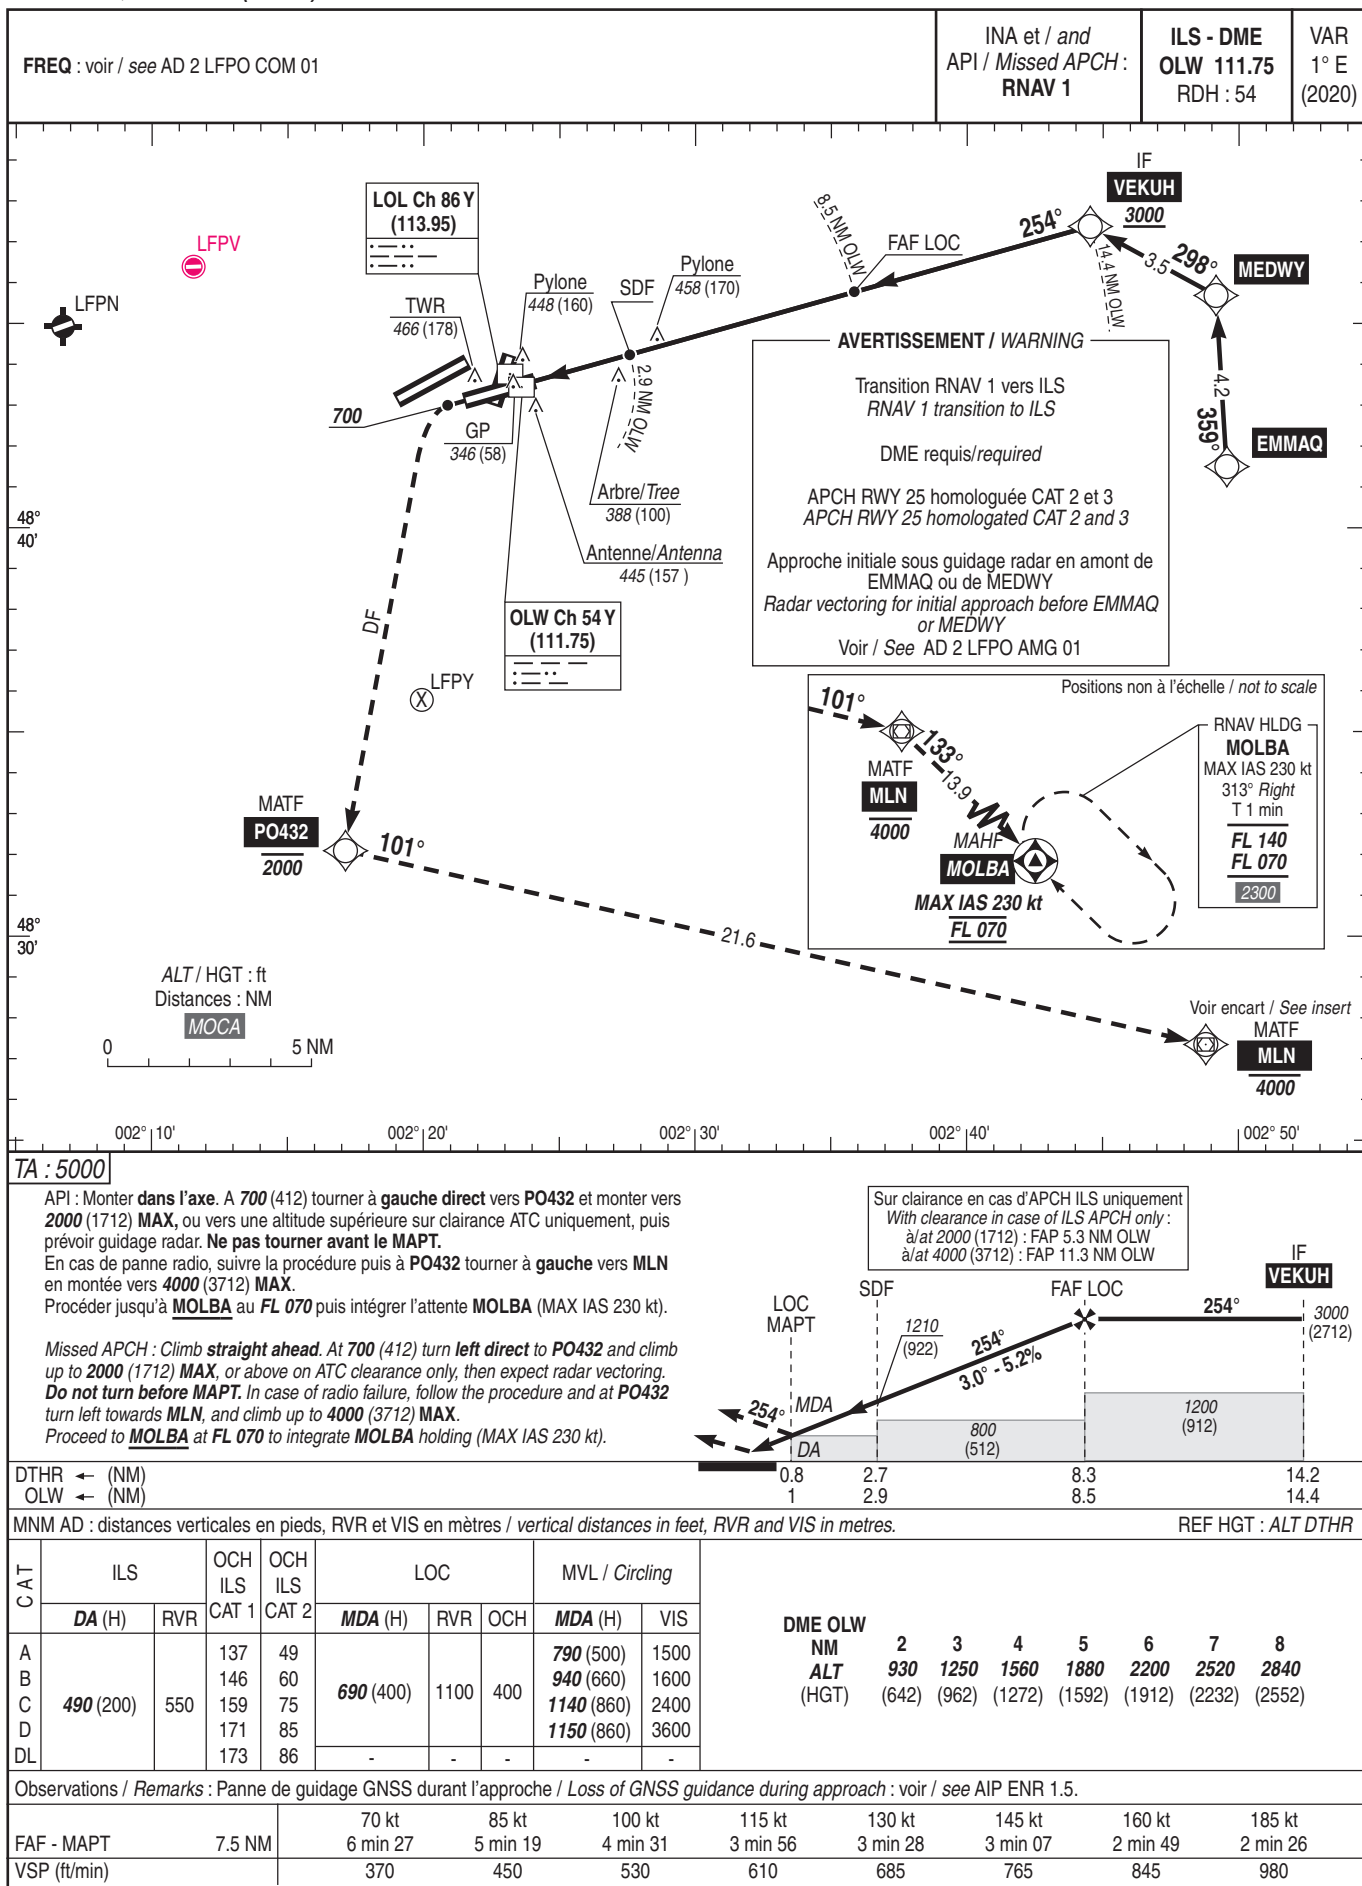 FREQ : voir / see AD 2 LFPO COM 01
INA et / and
API / Missed APCH :
RNAV 1
ILS - DME
OLW 111.75
RDH : 54
VAR
1° E
(2020)
IF
VEKUH
3000
LOL Ch 86 Y
(113.95)
8.5 NM OLW
254°
FAF LOC
14.4 NM OLW
298°
3.5
MEDWY
LFPV
LFPN
TWR
466 (178)
Pylone
448 (160)
SDF
Pylone
458 (170)
2.9 NM OLW
4.2
359°
EMMAQ
700
GP
346 (58)
Arbre/Tree
388 (100)
Antenne/Antenna
445 (157 )
OLW Ch 54 Y
(111.75)
AVERTISSEMENT / WARNING
Transition RNAV 1 vers ILS
RNAV 1 transition to ILS
DME requis/required
APCH RWY 25 homologuée CAT 2 et 3
APCH RWY 25 homologated CAT 2 and 3
Approche initiale sous guidage radar en amont de
EMMAQ ou de MEDWY
Radar vectoring for initial approach before EMMAQ
or MEDWY
Voir / See AD 2 LFPO AMG 01
48°
40'
DF
X
LFPY
Positions non à l'échelle / not to scale
101°
133°
13.9
MATF
MLN
4000
MAHF
MOLBA
MAX IAS 230 kt
FL 070
RNAV HLDG
MOLBA
MAX IAS 230 kt
313° Right
T 1 min
FL 140
FL 070
2300
MATF
PO432
2000
101°
21.6
48°
30'
ALT / HGT : ft
Distances : NM
MOCA
0 5 NM
Voir encart / See insert
MATF
MLN
4000
002° 10' 002° 20' 002° 30' 002° 40' 002° 50'
TA : 5000
API : Monter dans l'axe. A 700 (412) tourner à gauche direct vers PO432 et monter vers
2000 (1712) MAX, ou vers une altitude supérieure sur clairance ATC uniquement, puis
prévoir guidage radar. Ne pas tourner avant le MAPT.
En cas de panne radio, suivre la procédure puis à PO432 tourner à gauche vers MLN
en montée vers 4000 (3712) MAX.
Procéder jusqu'à MOLBA au FL 070 puis intégrer l'attente MOLBA (MAX IAS 230 kt).
Missed APCH : Climb straight ahead. At 700 (412) turn left direct to PO432 and climb
up to 2000 (1712) MAX, or above on ATC clearance only, then expect radar vectoring.
Do not turn before MAPT. In case of radio failure, follow the procedure and at PO432
turn left towards MLN, and climb up to 4000 (3712) MAX.
Proceed to MOLBA at FL 070 to integrate MOLBA holding (MAX IAS 230 kt).
Sur clairance en cas d'APCH ILS uniquement
With clearance in case of ILS APCH only :
à/at 2000 (1712) : FAP 5.3 NM OLW
à/at 4000 (3712) : FAP 11.3 NM OLW
LOC
MAPT
SDF
FAF LOC
IF
VEKUH
1210
(922)
254°
3.0° - 5.2%
254°
3000
(2712)
254°
MDA
DA
800
(512)
1200
(912)
DTHR ← (NM) 0.8 2.7 8.3 14.2
OLW ← (NM) 1 2.9 8.5 14.4
MNM AD : distances verticales en pieds, RVR et VIS en mètres / vertical distances in feet, RVR and VIS in metres. REF HGT : ALT DTHR
CAT
ILS
OCH
ILS
CAT 1
OCH
ILS
CAT 2
LOC
MVL / Circling
DA (H) RVR MDA (H) RVR OCH MDA (H) VIS
A 137 49 790 (500) 1500
B 146 60 940 (660) 1600
490 (200) 550 690 (400) 1100 400
C 159 75 1140 (860) 2400
D 171 85 1150 (860) 3600
DL 173 86 - - - - -
DME OLW
NM 2 3 4 5 6 7 8
ALT 930 1250 1560 1880 2200 2520 2840
(HGT) (642) (962) (1272) (1592) (1912) (2232) (2552)
Observations / Remarks : Panne de guidage GNSS durant l'approche / Loss of GNSS guidance during approach : voir / see AIP ENR 1.5.
70 kt 85 kt 100 kt 115 kt 130 kt 145 kt 160 kt 185 kt
FAF - MAPT 7.5 NM 6 min 27 5 min 19 4 min 31 3 min 56 3 min 28 3 min 07 2 min 49 2 min 26
VSP (ft/min) 370 450 530 610 685 765 845 980